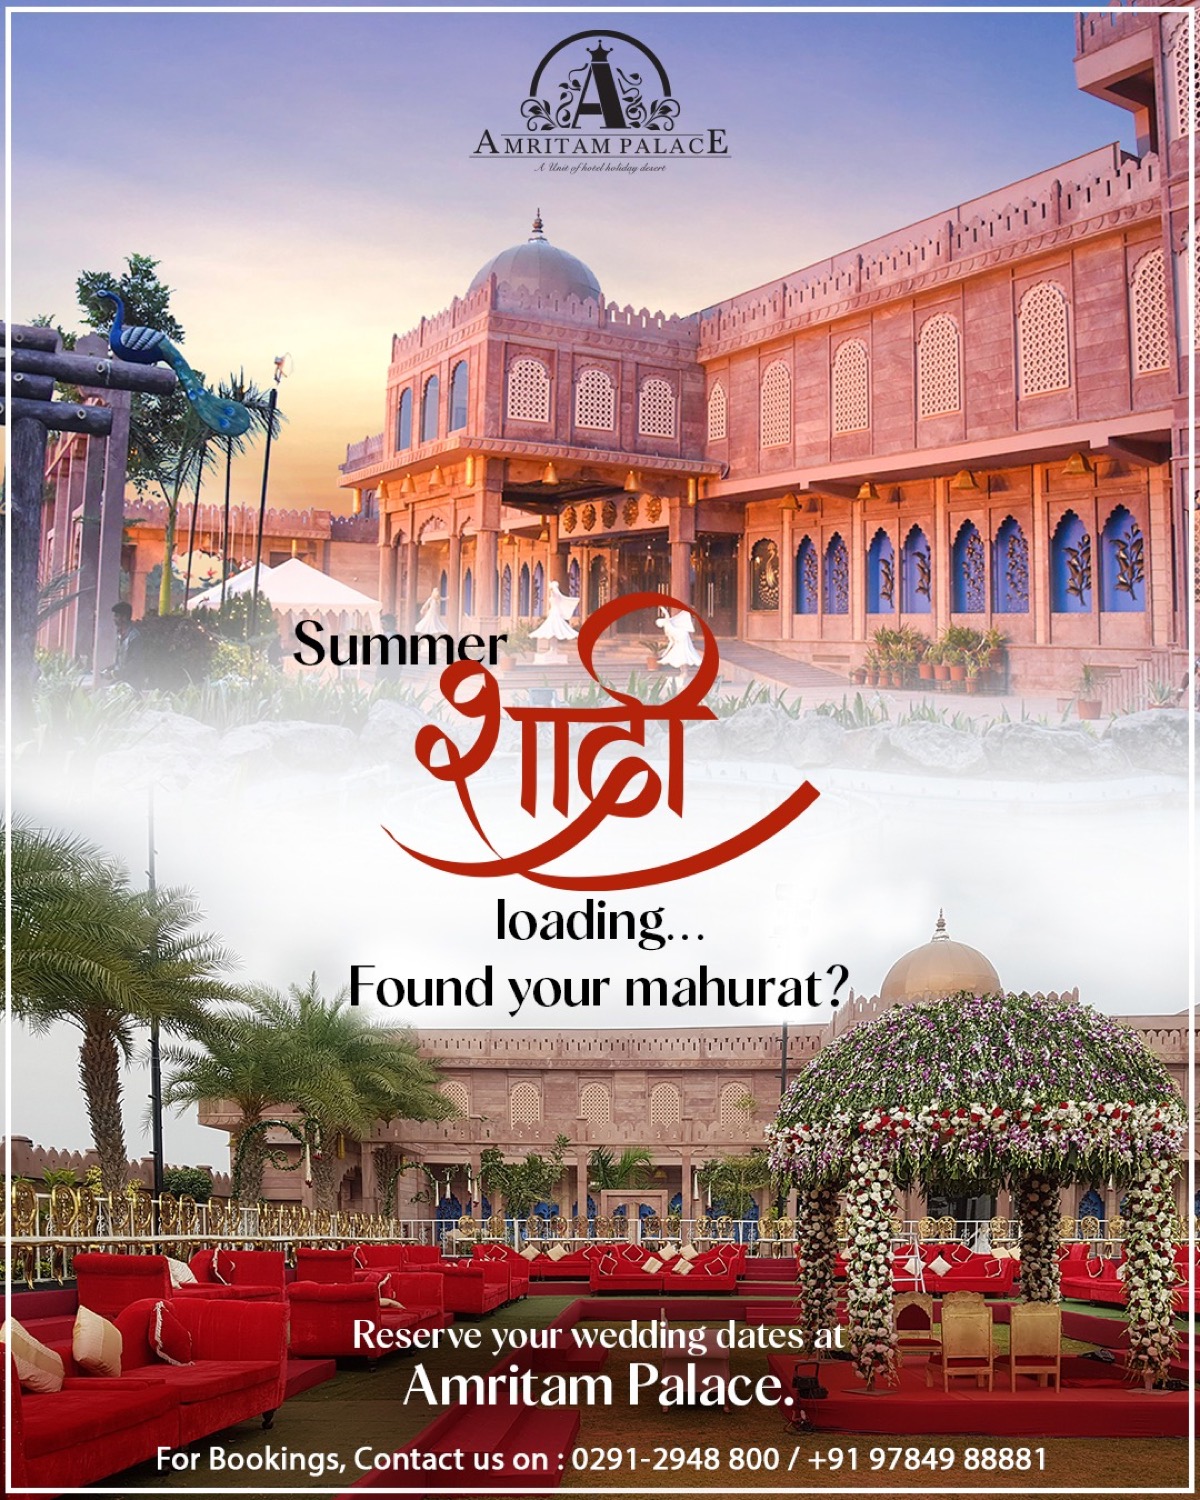 A
AMRITAM PALACE
A Unit of hotel holiday desert
Summer
शादी
loading...
Found your mahurat?
Reserve your wedding dates at
Amritam Palace.
For Bookings, Contact us on : 0291-2948 800 / +91 97849 88881